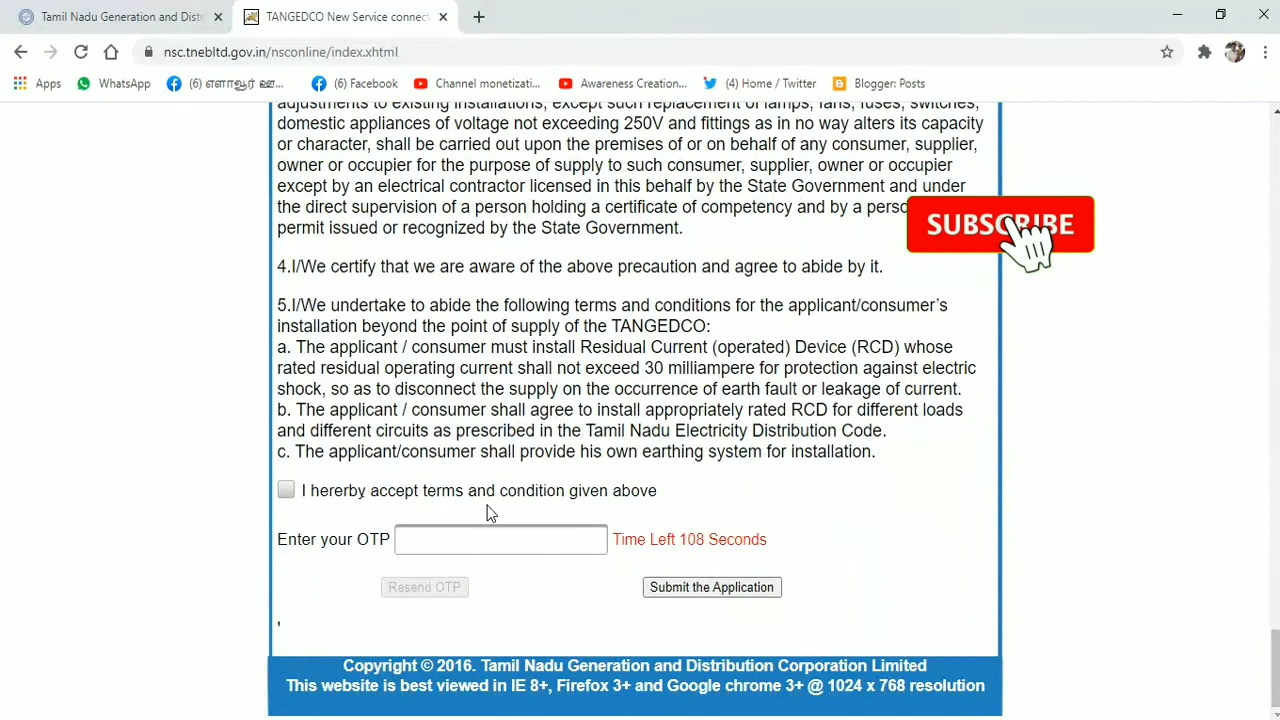 Tamil Nadu Generation and Dist
TANGEDCO New Service connect
nsc.tnebltd.gov.in/nsconline/index.xhtml
Apps
WhatsApp
(6) எனாலூர் ஊ...
(6) Facebook
Channel monetizati...
Awareness Creation...
(4) Home / Twitter
Blogger: Posts
adjustments to existing installations, except such replacement of lamps, fans, fuses, switches,
domestic appliances of voltage not exceeding 250V and fittings as in no way alters its capacity
or character, shall be carried out upon the premises of or on behalf of any consumer, supplier,
owner or occupier for the purpose of supply to such consumer, supplier, owner or occupier
except by an electrical contractor licensed in this behalf by the State Government and under
the direct supervision of a person holding a certificate of competency and by a perso
permit issued or recognized by the State Government.
SUBSCRIBE
4.I/We certify that we are aware of the above precaution and agree to abide by it.
5.I/We undertake to abide the following terms and conditions for the applicant/consumer's
installation beyond the point of supply of the TANGEDCO:
a. The applicant / consumer must install Residual Current (operated) Device (RCD) whose
rated residual operating current shall not exceed 30 milliampere for protection against electric
shock, so as to disconnect the supply on the occurrence of earth fault or leakage of current.
b. The applicant / consumer shall agree to install appropriately rated RCD for different loads
and different circuits as prescribed in the Tamil Nadu Electricity Distribution Code.
c. The applicant/consumer shall provide his own earthing system for installation.
I hererby accept terms and condition given above
Enter your OTP
Time Left 108 Seconds
Resend OTP
Submit the Application
'
Copyright © 2016. Tamil Nadu Generation and Distribution Corporation Limited
This website is best viewed in IE 8+, Firefox 3+ and Google chrome 3+ @ 1024 x 768 resolution